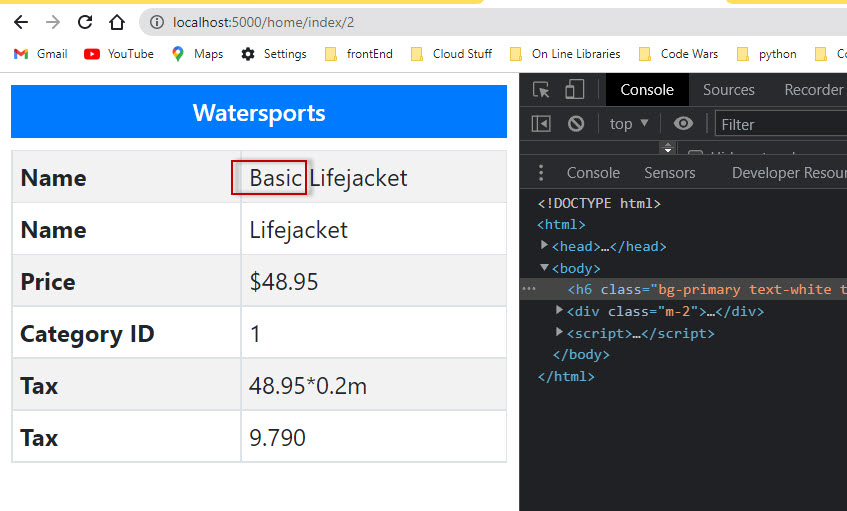 localhost:5000/home/index/2
Gmail YouTube Maps Settings frontEnd Cloud Stuff On Line Libraries Code Wars python
Watersports
Name Basic Lifejacket
Name Lifejacket
Price $48.95
Category ID 1
Tax 48.95*0.2m
Tax 9.790
Console Sources Recorder
top Filter
Console Sensors Developer Resou
<!DOCTYPE html>
<html>
<head>…</head>
<body>
<h6 class="bg-primary text-white t
<div class="m-2">…</div>
<script>…</script>
</body>
</html>